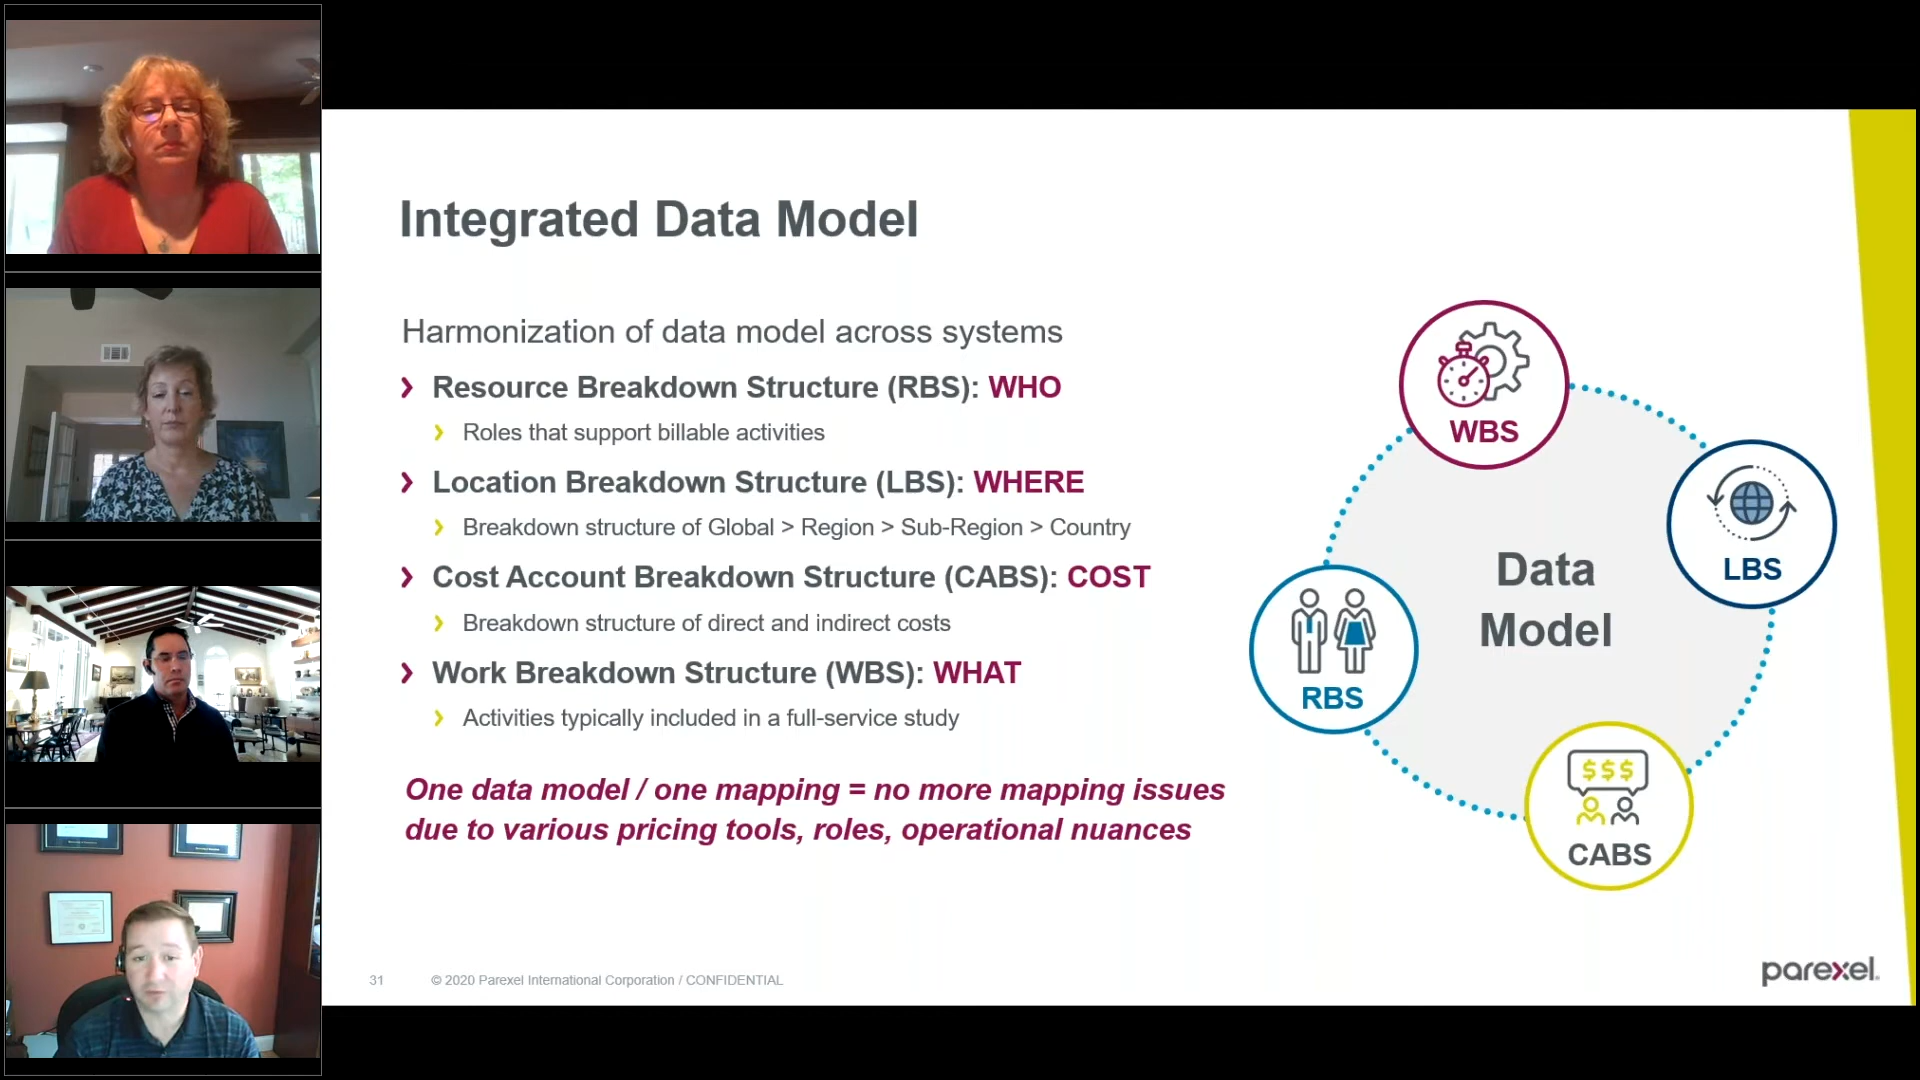 Integrated Data Model
Harmonization of data model across systems
Resource Breakdown Structure (RBS): WHO
Roles that support billable activities
Location Breakdown Structure (LBS): WHERE
Breakdown structure of Global > Region > Sub-Region > Country
Cost Account Breakdown Structure (CABS): COST
Breakdown structure of direct and indirect costs
Work Breakdown Structure (WBS): WHAT
Activities typically included in a full-service study
One data model / one mapping = no more mapping issues
due to various pricing tools, roles, operational nuances
WBS
LBS
Data
Model
RBS
$$$
CABS
31 © 2020 Parexel International Corporation / CONFIDENTIAL
parexel.